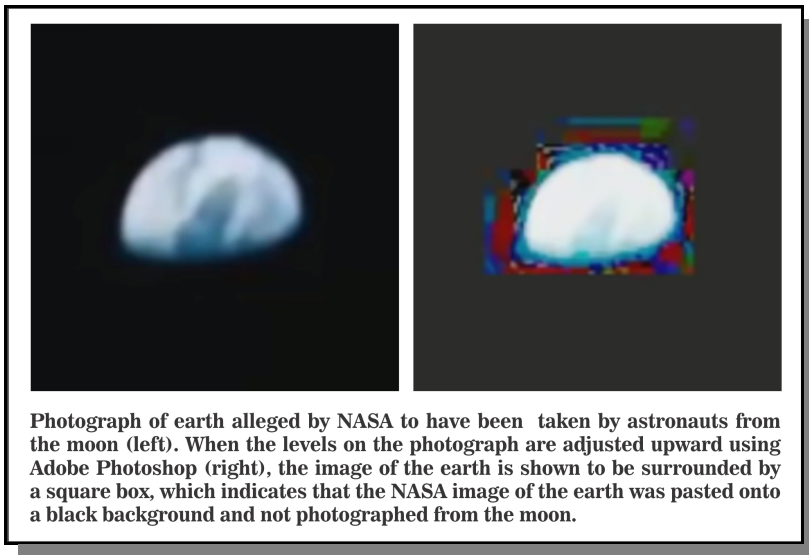 Photograph of earth alleged by NASA to have been taken by astronauts from
the moon (left). When the levels on the photograph are adjusted upward using
Adobe Photoshop (right), the image of the earth is shown to be surrounded by
a square box, which indicates that the NASA image of the earth was pasted onto
a black background and not photographed from the moon.